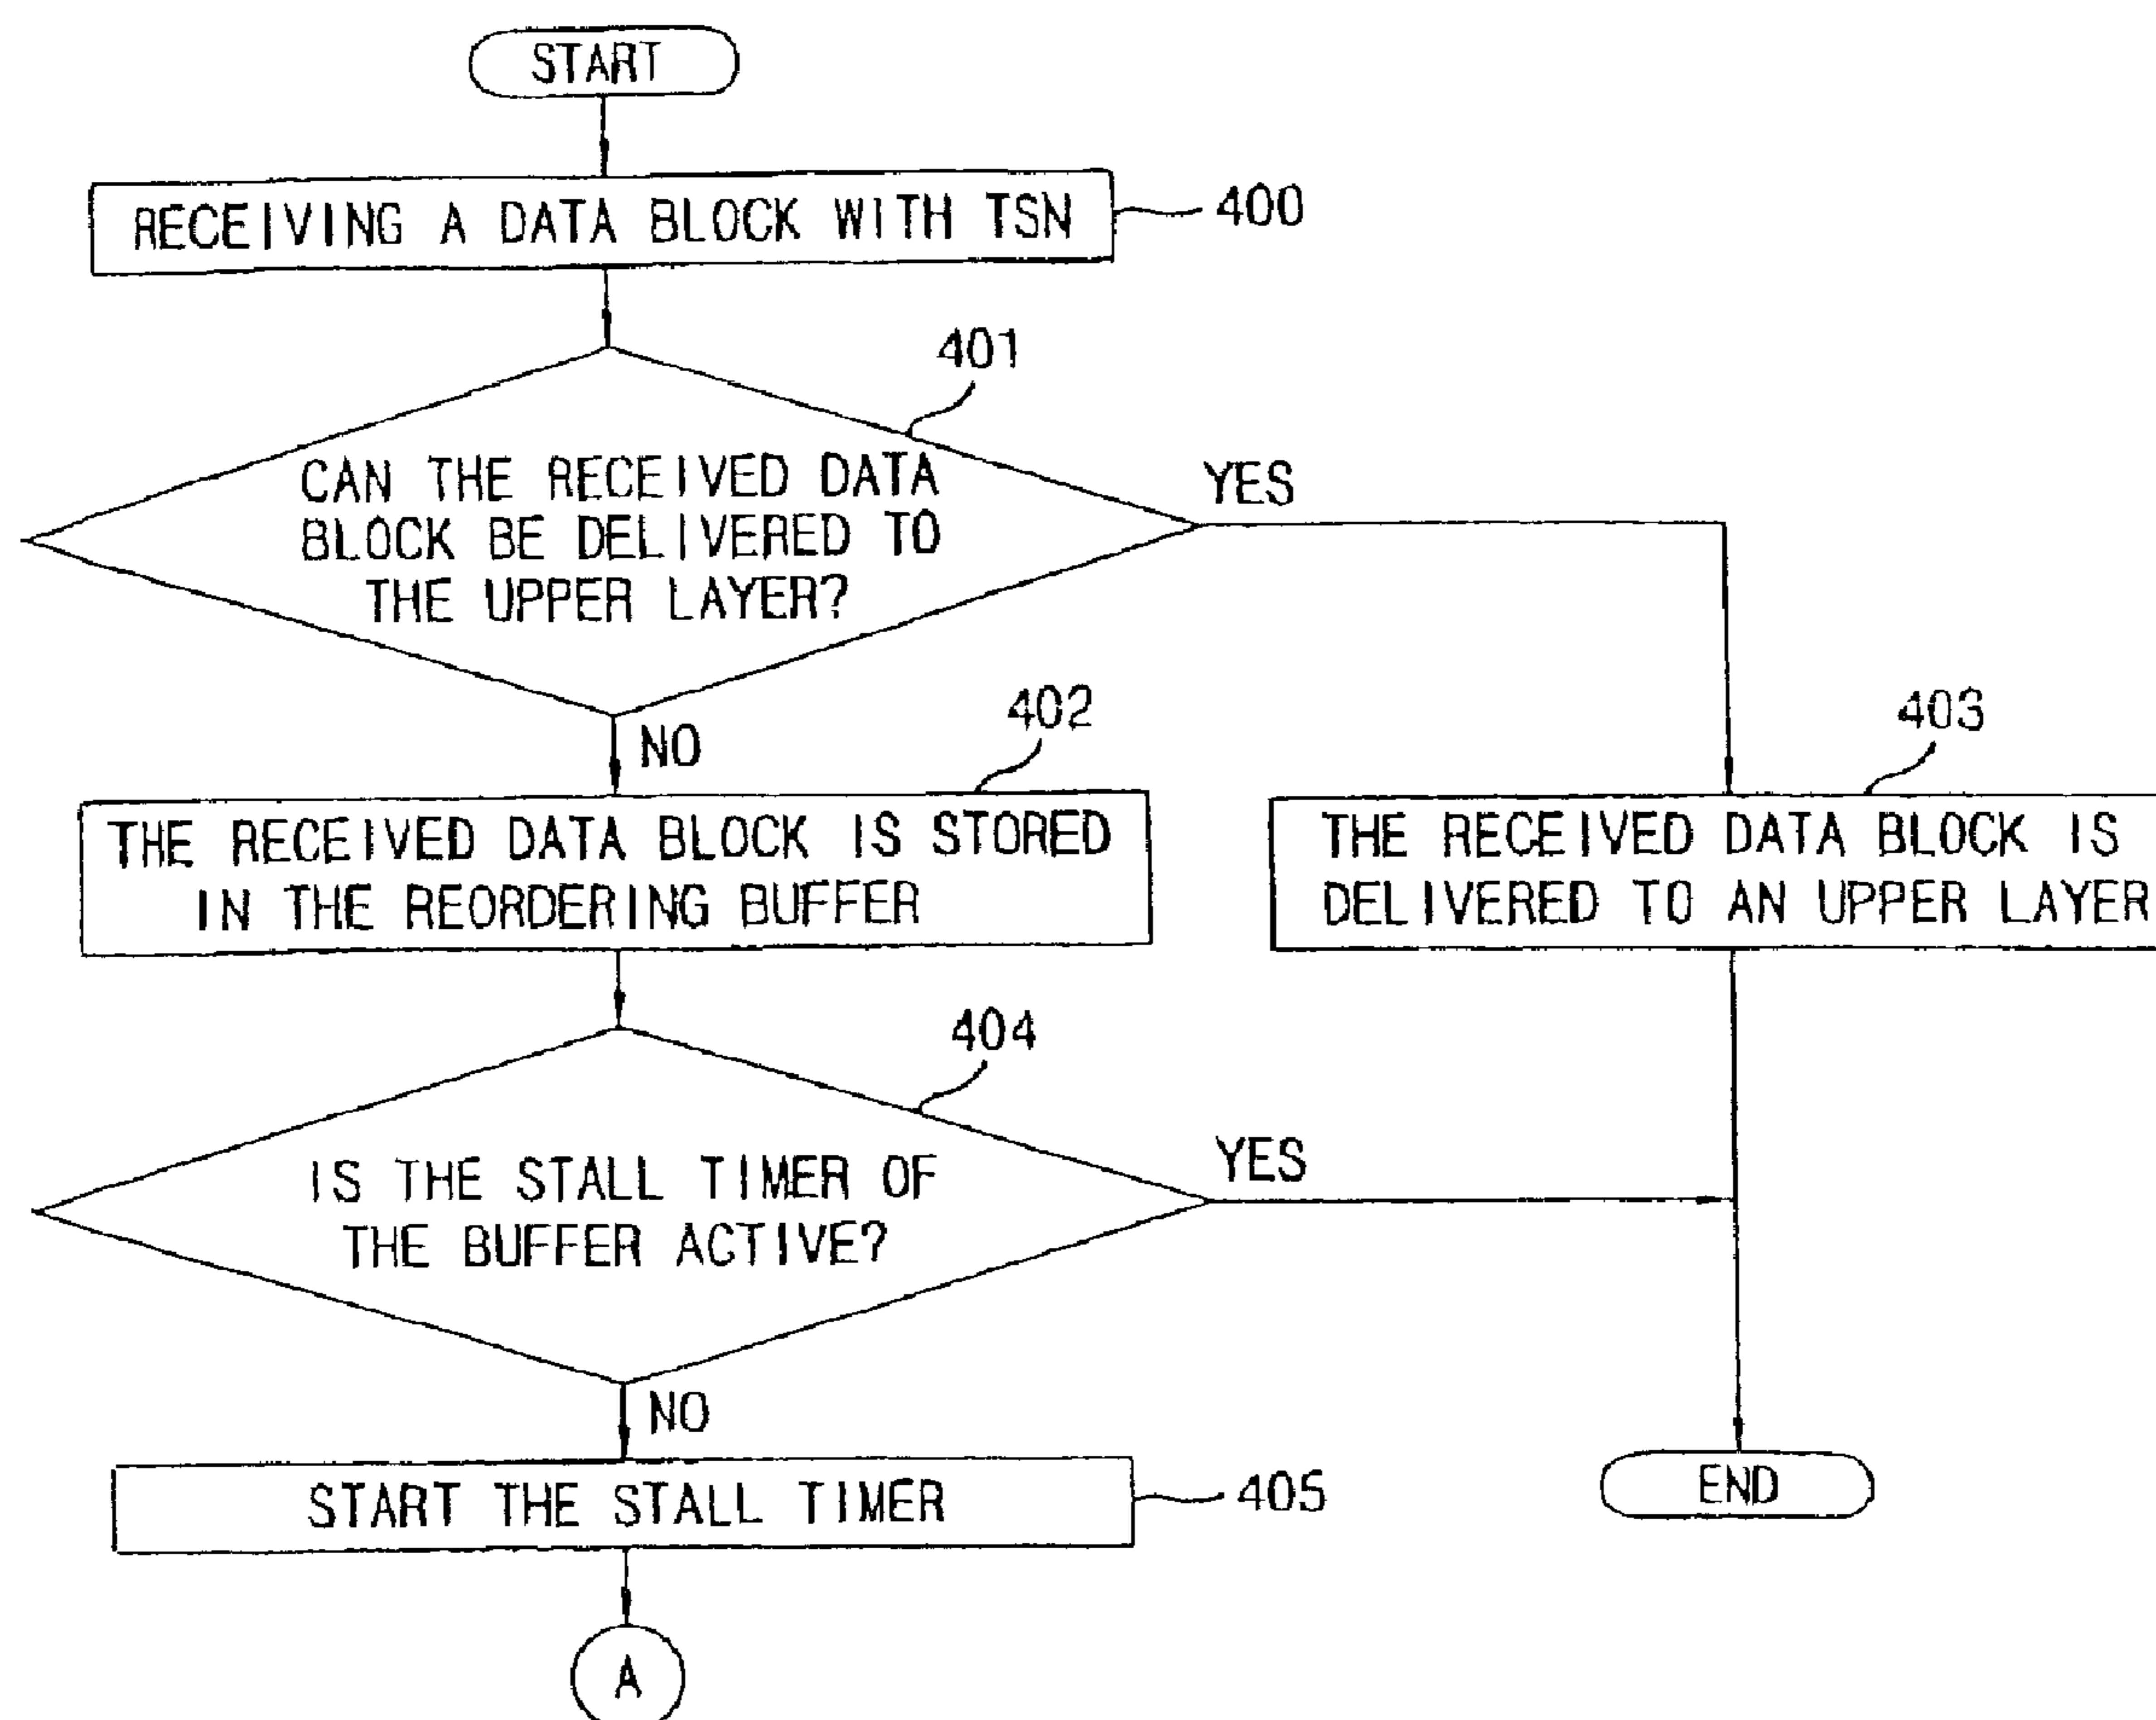 START
RECEIVING A DATA BLOCK WITH TSN
400
401
CAN THE RECEIVED DATA
BLOCK BE DELIVERED TO
THE UPPER LAYER?
YES
NO
402
403
THE RECEIVED DATA BLOCK IS STORED
IN THE REORDERING BUFFER
THE RECEIVED DATA BLOCK IS
DELIVERED TO AN UPPER LAYER
404
IS THE STALL TIMER OF
THE BUFFER ACTIVE?
YES
NO
START THE STALL TIMER
405
END
A